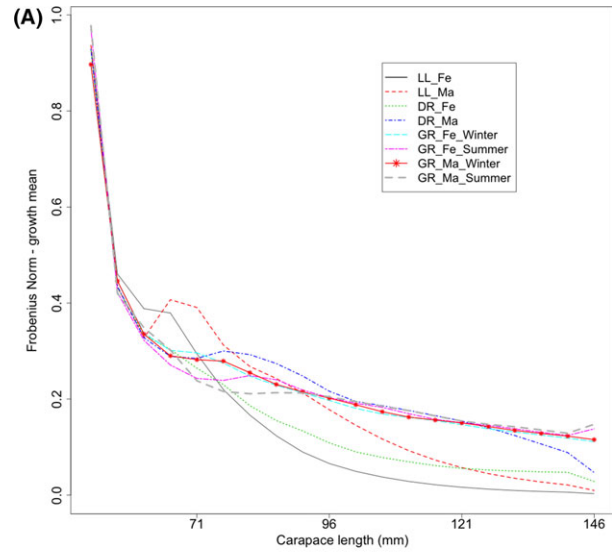 (A)
Frobenius Norm - growth mean
1.0
0.8
0.6
0.4
0.2
0.0
LL_Fe
LL_Ma
DR_Fe
DR_Ma
GR_Fe_Winter
GR_Fe_Summer
GR_Ma_Winter
GR_Ma_Summer
71
96
121
146
Carapace length (mm)